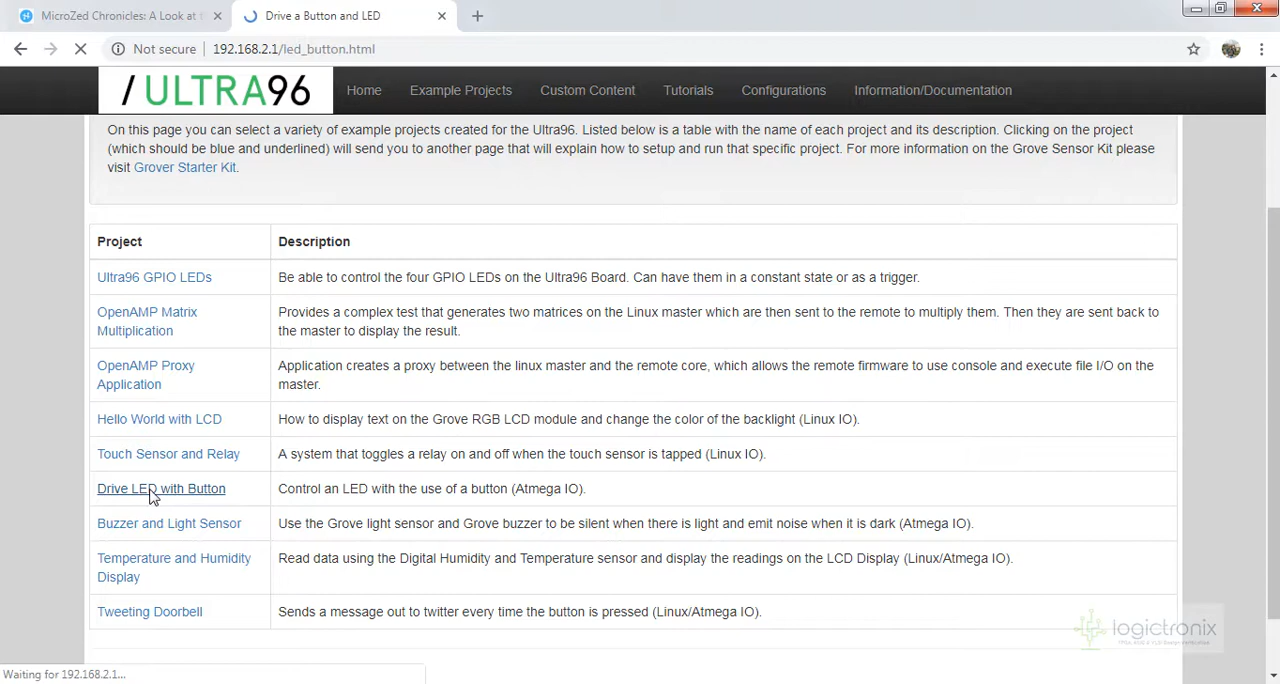 MicroZed Chronicles: A Look at t
Drive a Button and LED
Not secure | 192.168.2.1/led_button.html
/ULTRA96
Home Example Projects Custom Content Tutorials Configurations Information/Documentation
On this page you can select a variety of example projects created for the Ultra96. Listed below is a table with the name of each project and its description. Clicking on the project
(which should be blue and underlined) will send you to another page that will explain how to setup and run that specific project. For more information on the Grove Sensor Kit please
visit Grover Starter Kit.
Project Description
Ultra96 GPIO LEDs Be able to control the four GPIO LEDs on the Ultra96 Board. Can have them in a constant state or as a trigger.
OpenAMP Matrix Provides a complex test that generates two matrices on the Linux master which are then sent to the remote to multiply them. Then they are sent back to
Multiplication the master to display the result.
OpenAMP Proxy Application creates a proxy between the linux master and the remote core, which allows the remote firmware to use console and execute file I/O on the
Application master.
Hello World with LCD How to display text on the Grove RGB LCD module and change the color of the backlight (Linux IO).
Touch Sensor and Relay A system that toggles a relay on and off when the touch sensor is tapped (Linux IO).
Drive LED with Button Control an LED with the use of a button (Atmega IO).
Buzzer and Light Sensor Use the Grove light sensor and Grove buzzer to be silent when there is light and emit noise when it is dark (Atmega IO).
Temperature and Humidity Read data using the Digital Humidity and Temperature sensor and display the readings on the LCD Display (Linux/Atmega IO).
Display
Tweeting Doorbell Sends a message out to twitter every time the button is pressed (Linux/Atmega IO).
logictronix
Waiting for 192.168.2.1...